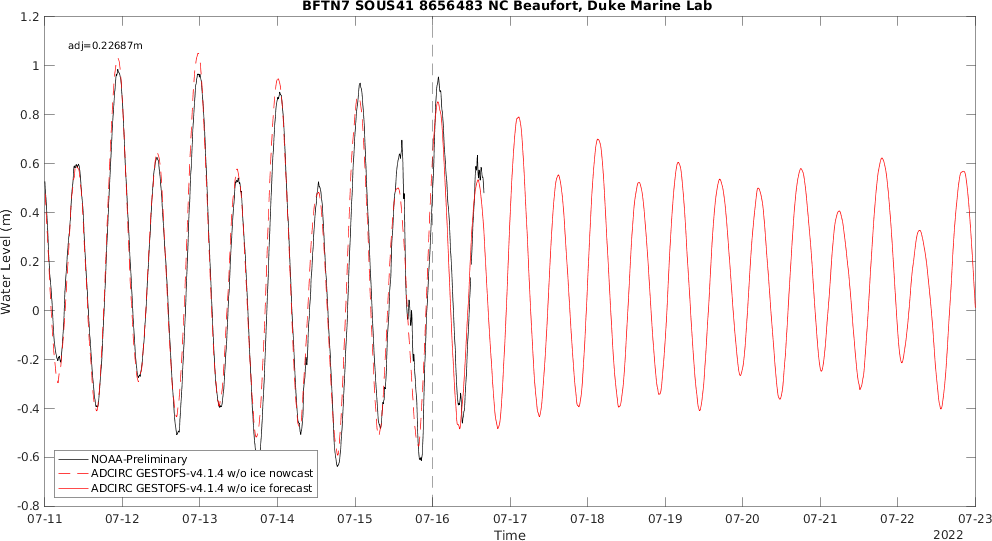 BFTN7 SOUS41 8656483 NC Beaufort, Duke Marine Lab
1.2
adj=0.22687m
1
0.8
0.6
0.4
0.2
0
-0.2
-0.4
-0.6
-0.8
Water Level (m)
NOAA-Preliminary
ADCIRC GESTOFS-v4.1.4 w/o ice nowcast
ADCIRC GESTOFS-v4.1.4 w/o ice forecast
07-11 07-12 07-13 07-14 07-15 07-16 07-17 07-18 07-19 07-20 07-21 07-22 07-23
Time
2022